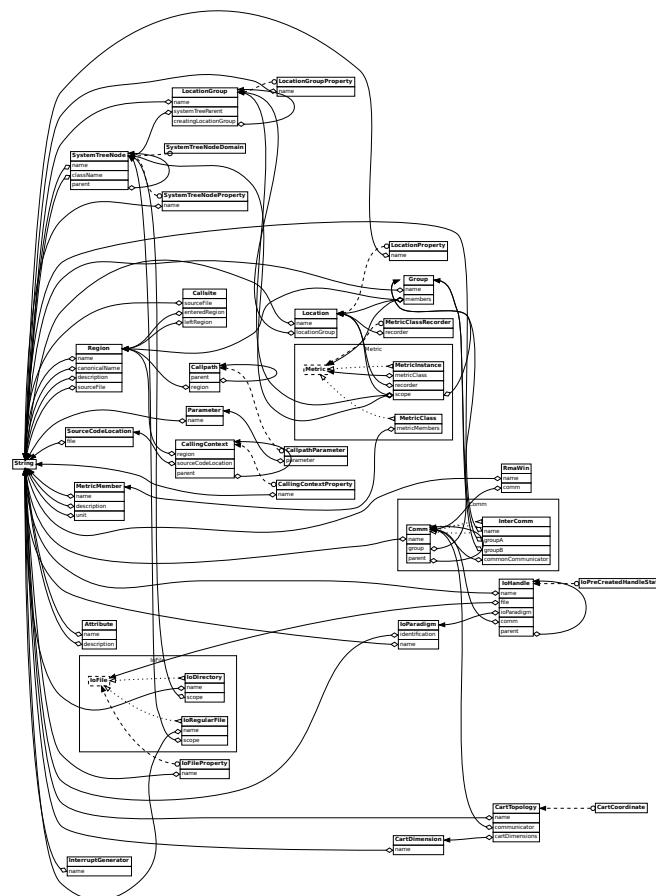 LocationGroupProperty
name
LocationGroup
name
systemTreeParent
creatingLocationGroup
SystemTreeNodeDomain
SystemTreeNode
name
className
parent
SystemTreeNodeProperty
name
LocationProperty
name
Group
name
members
Callsite
sourceFile
enteredRegion
leftRegion
Location
name
locationGroup
MetricClassRecorder
recorder
Region
name
canonicalName
description
sourceFile
Metric
Metric
MetricInstance
metricClass
recorder
scope
Callpath
parent
region
Parameter
name
MetricClass
metricMembers
SourceCodeLocation
file
CallingContext
region
sourceCodeLocation
parent
CallpathParameter
parameter
String
RmaWin
name
comm
CallingContextProperty
name
MetricMember
name
description
unit
Comm
InterComm
name
groupA
groupB
commonCommunicator
Comm
name
group
parent
IoHandle
name
file
ioParadigm
comm
parent
IoPreCreatedHandleStat
Attribute
name
description
IoParadigm
identification
name
IoFile
IoFile
IoDirectory
name
scope
IoRegularFile
name
scope
IoFileProperty
name
CartTopology
name
communicator
cartDimensions
CartCoordinate
CartDimension
name
InterruptGenerator
name